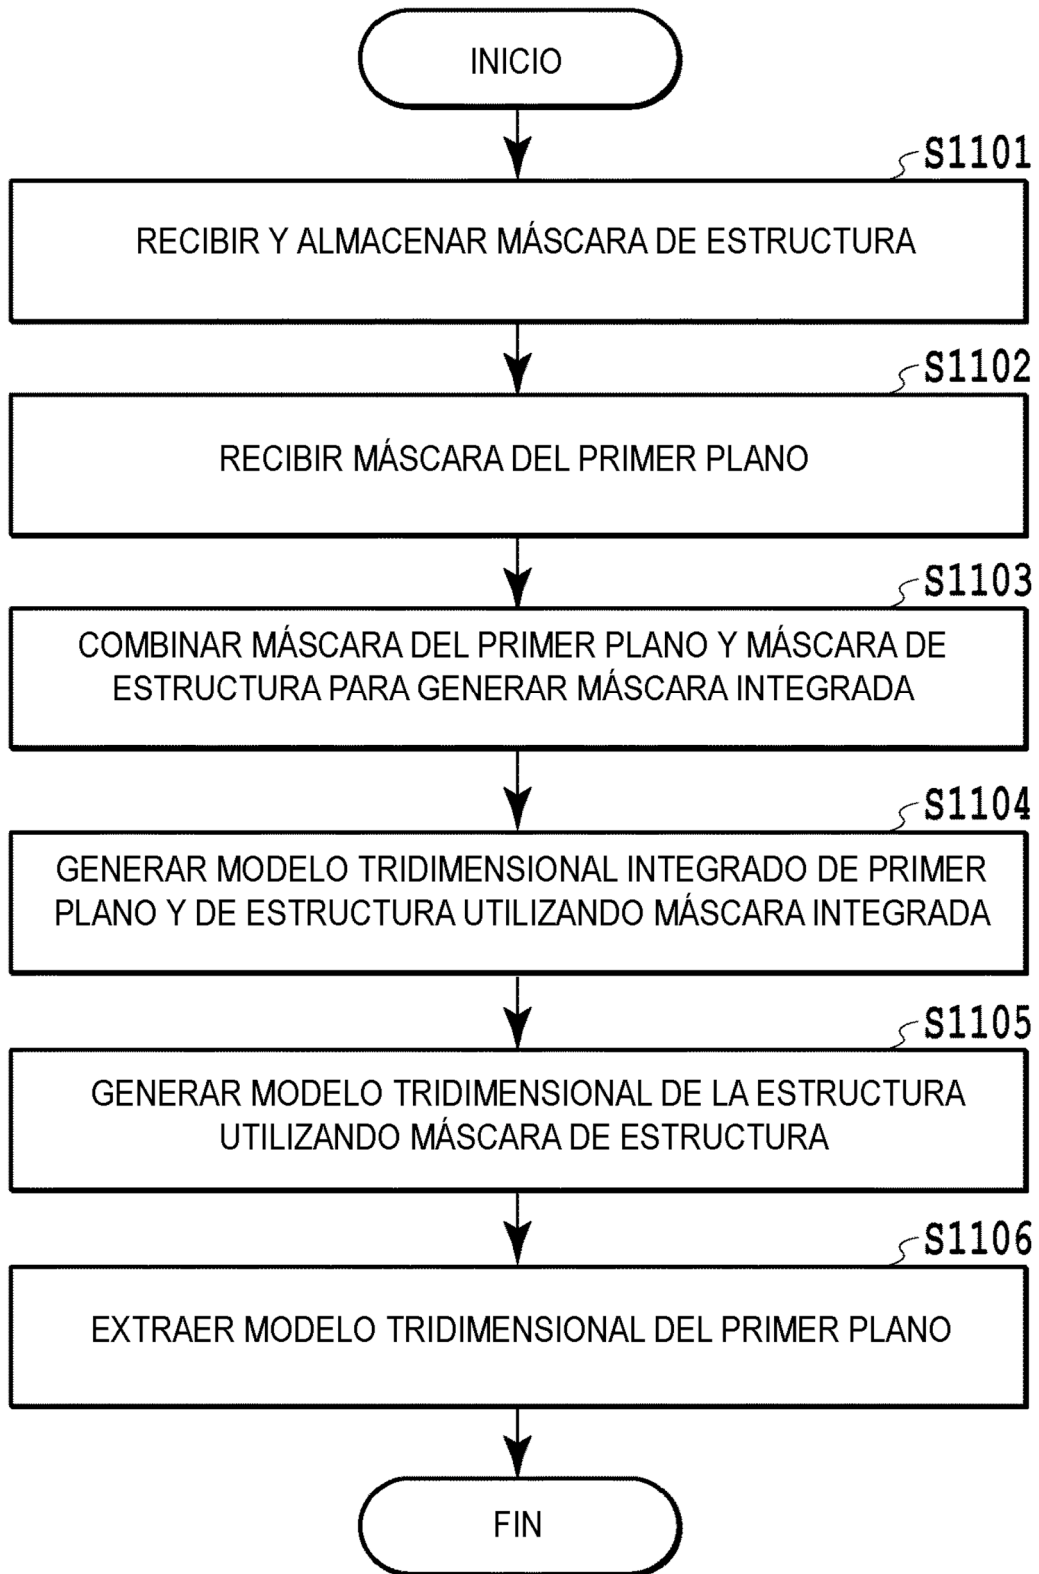 INICIO
S1101
RECIBIR Y ALMACENAR MÁSCARA DE ESTRUCTURA
S1102
RECIBIR MÁSCARA DEL PRIMER PLANO
S1103
COMBINAR MÁSCARA DEL PRIMER PLANO Y MÁSCARA DE
ESTRUCTURA PARA GENERAR MÁSCARA INTEGRADA
S1104
GENERAR MODELO TRIDIMENSIONAL INTEGRADO DE PRIMER
PLANO Y DE ESTRUCTURA UTILIZANDO MÁSCARA INTEGRADA
S1105
GENERAR MODELO TRIDIMENSIONAL DE LA ESTRUCTURA
UTILIZANDO MÁSCARA DE ESTRUCTURA
S1106
EXTRAER MODELO TRIDIMENSIONAL DEL PRIMER PLANO
FIN